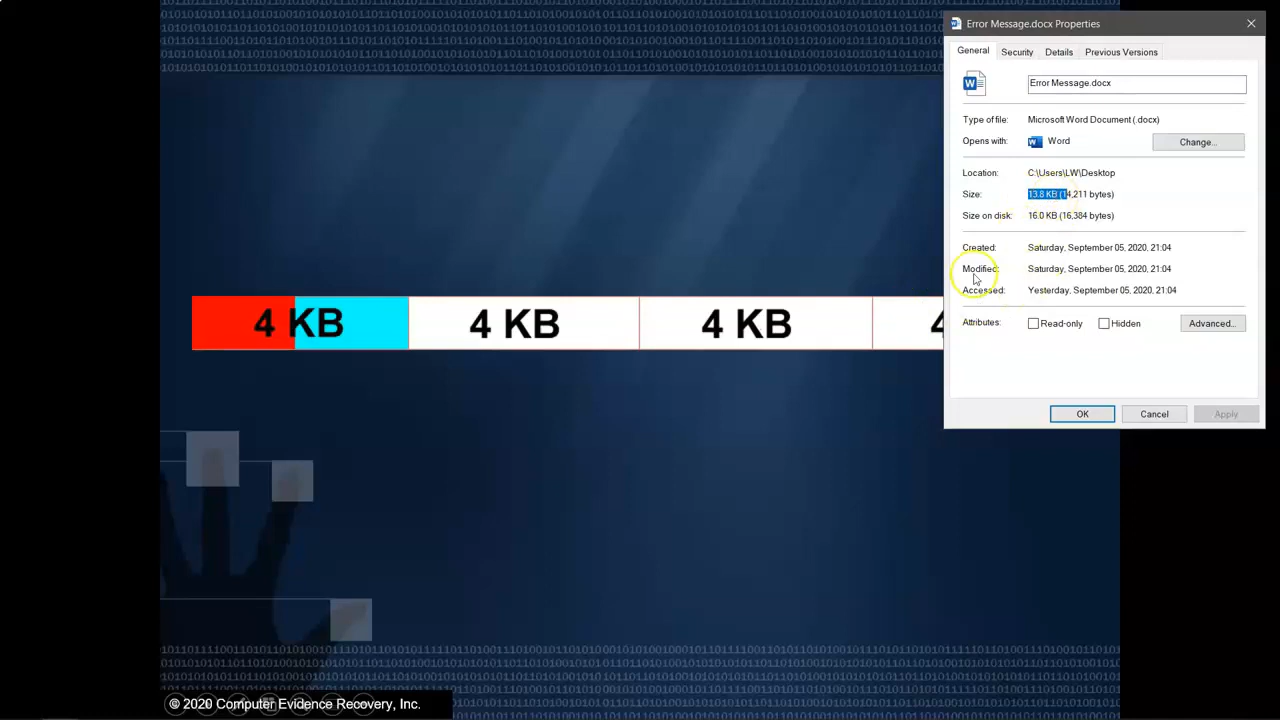 Error Message.docx Properties
General Security Details Previous Versions
Error Message.docx
Type of file: Microsoft Word Document (.docx)
Opens with: Word Change...
Location: C:\Users\LW\Desktop
Size: 13.8 KB (14,211 bytes)
Size on disk: 16.0 KB (16,384 bytes)
Created: Saturday, September 05, 2020, 21:04
Modified: Saturday, September 05, 2020, 21:04
Accessed: Yesterday, September 05, 2020, 21:04
Attributes: Read-only Hidden Advanced...
4 KB 4 KB 4 KB 4
OK Cancel Apply
© 2020 Computer Evidence Recovery, Inc.